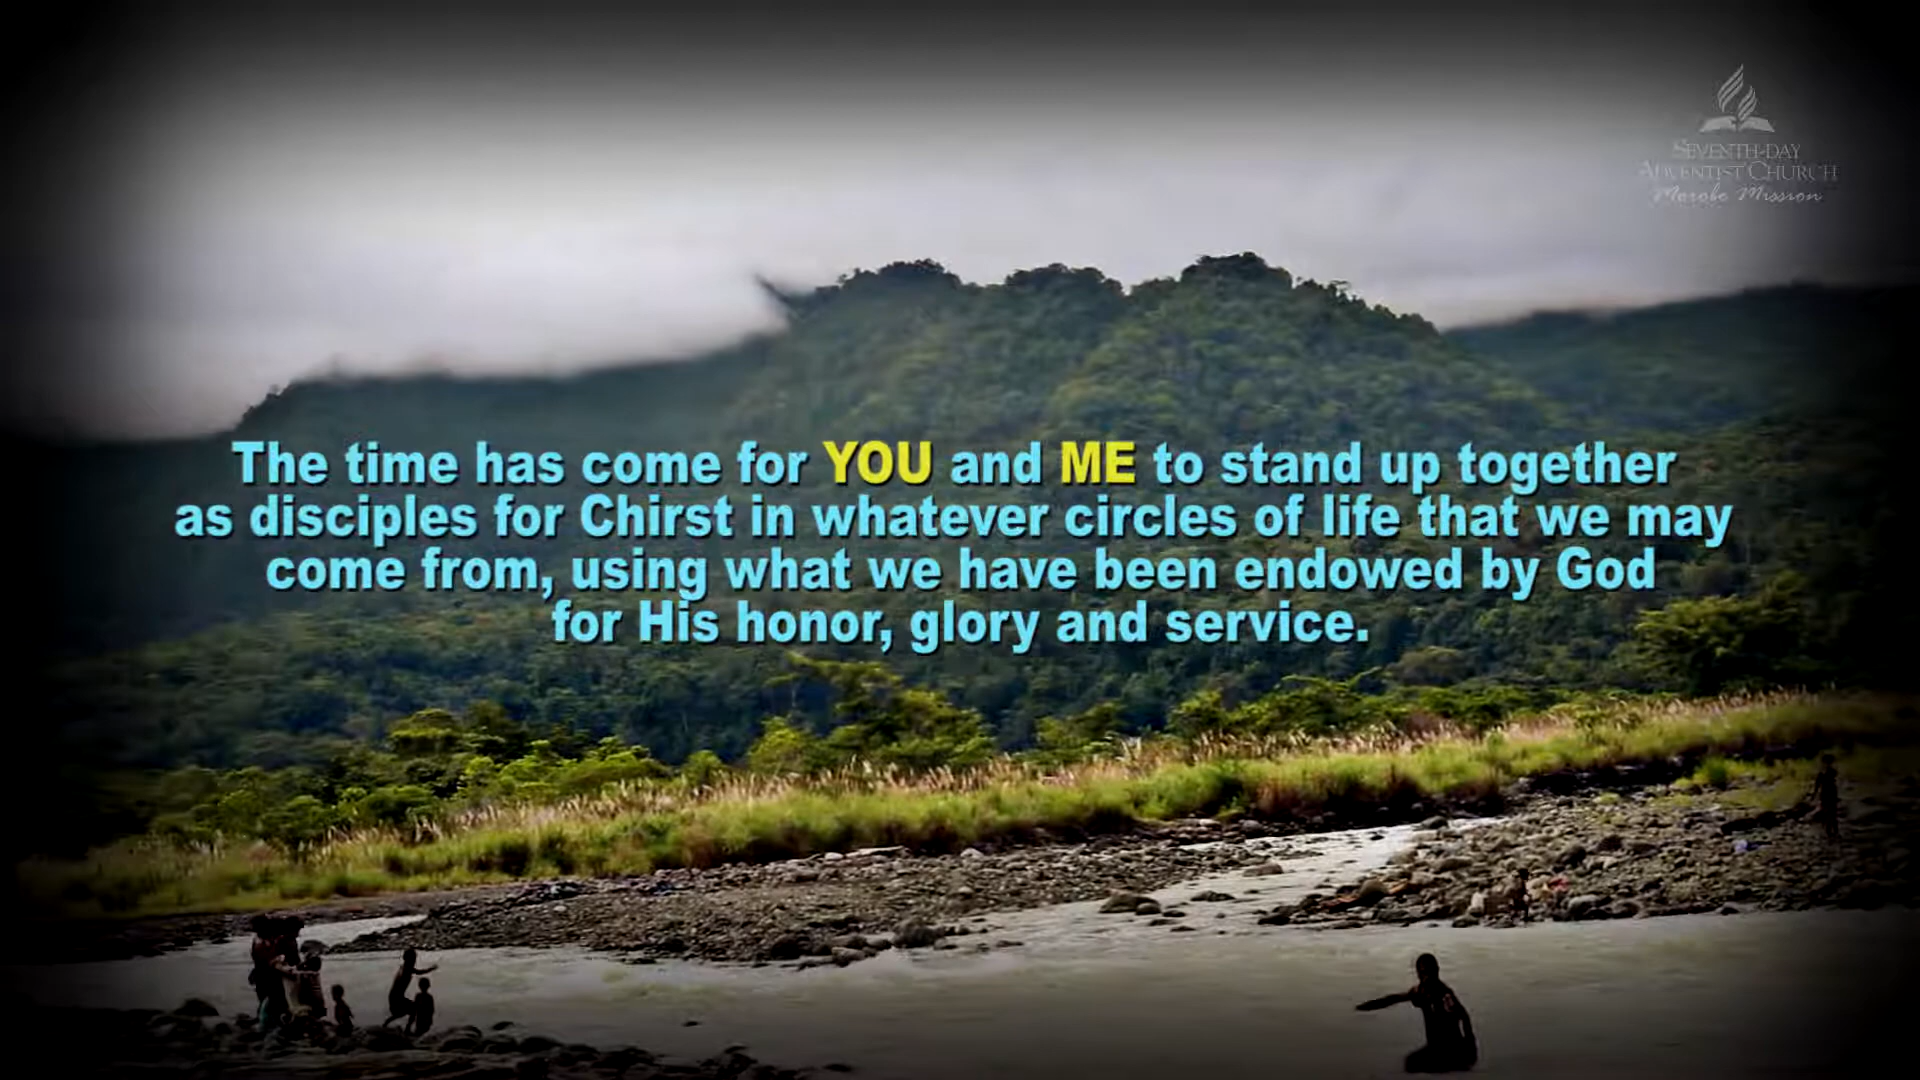 SEVENTH-DAY
ADVENTIST CHURCH
Morobe Mission
The time has come for YOU and ME to stand up together
as disciples for Chirst in whatever circles of life that we may
come from, using what we have been endowed by God
for His honor, glory and service.